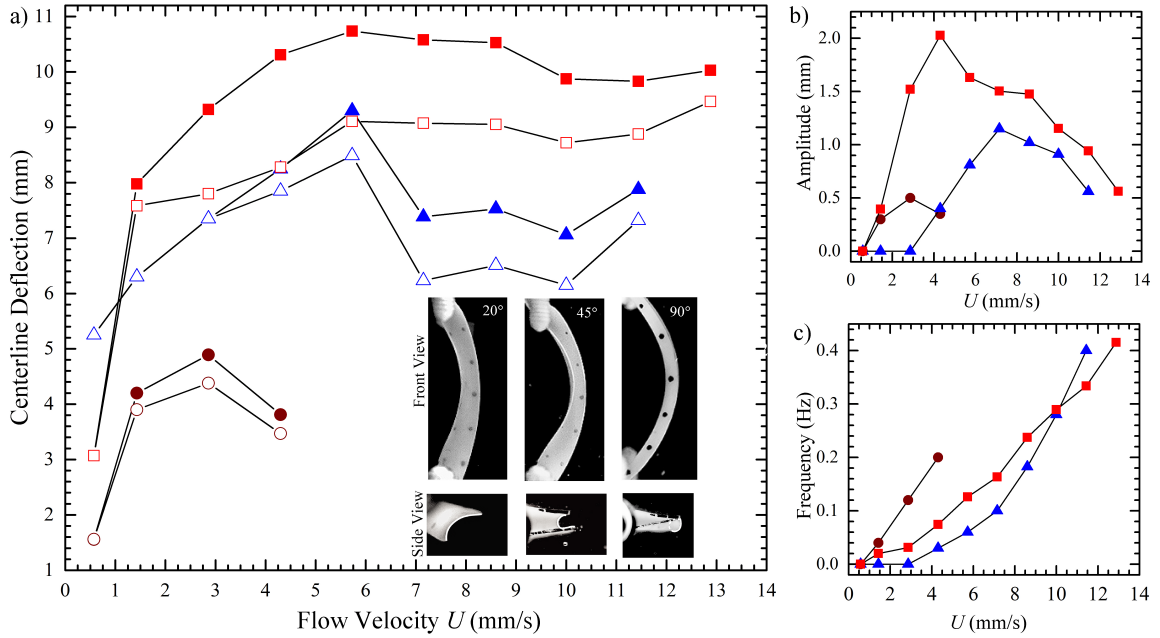 a)
Centerline Deflection (mm)
11
10
9
8
7
6
5
4
3
2
1
0 1 2 3 4 5 6 7 8 9 10 11 12 13 14
Flow Velocity U (mm/s)
Front View
20° 45° 90°
Side View
b)
Amplitude (mm)
2.0
1.5
1.0
0.5
0.0
0 2 4 6 8 10 12 14
U (mm/s)
c)
Frequency (Hz)
0.4
0.3
0.2
0.1
0.0
0 2 4 6 8 10 12 14
U (mm/s)